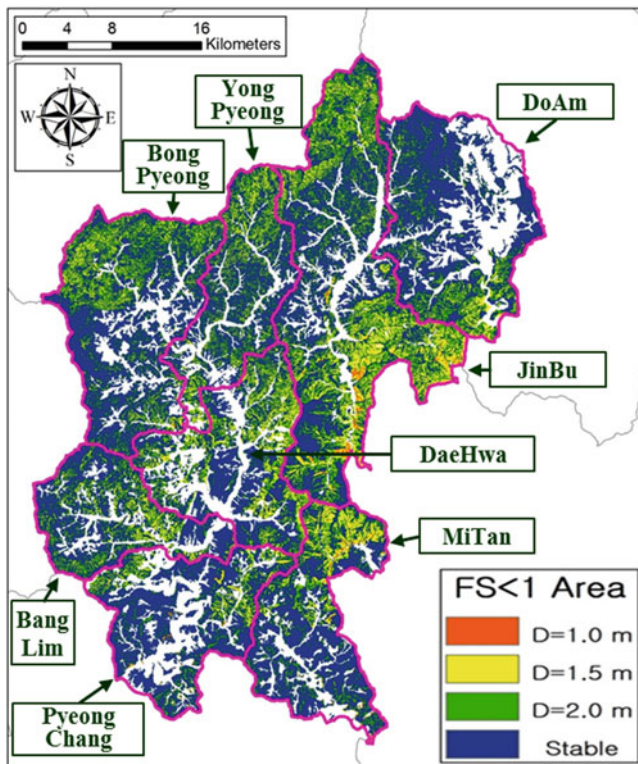 0 4 8 16
Kilometers
N
W E
S
Yong
Pyeong
DoAm
Bong
Pyeong
JinBu
DaeHwa
MiTan
Bang
Lim
Pyeong
Chang
FS<1 Area
D=1.0 m
D=1.5 m
D=2.0 m
Stable